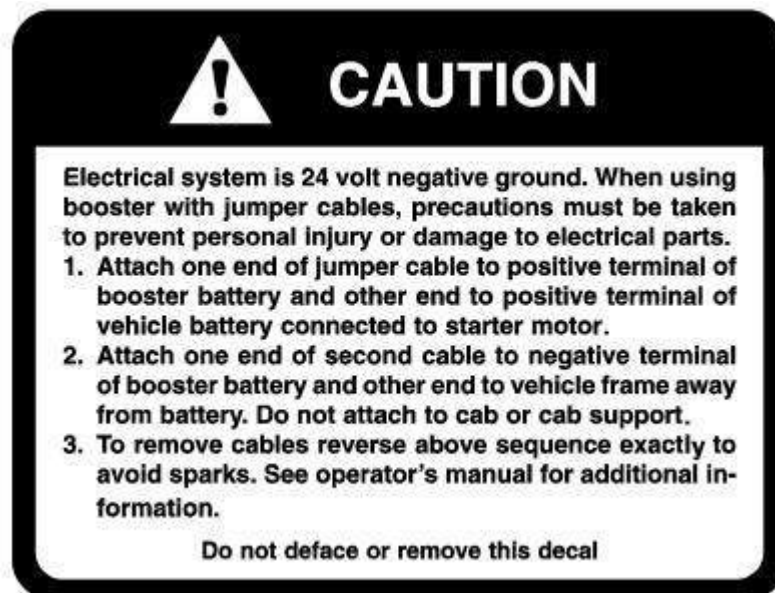 CAUTION
Electrical system is 24 volt negative ground. When using
booster with jumper cables, precautions must be taken
to prevent personal injury or damage to electrical parts.
1. Attach one end of jumper cable to positive terminal of
booster battery and other end to positive terminal of
vehicle battery connected to starter motor.
2. Attach one end of second cable to negative terminal
of booster battery and other end to vehicle frame away
from battery. Do not attach to cab or cab support.
3. To remove cables reverse above sequence exactly to
avoid sparks. See operator’s manual for additional in-
formation.
Do not deface or remove this decal